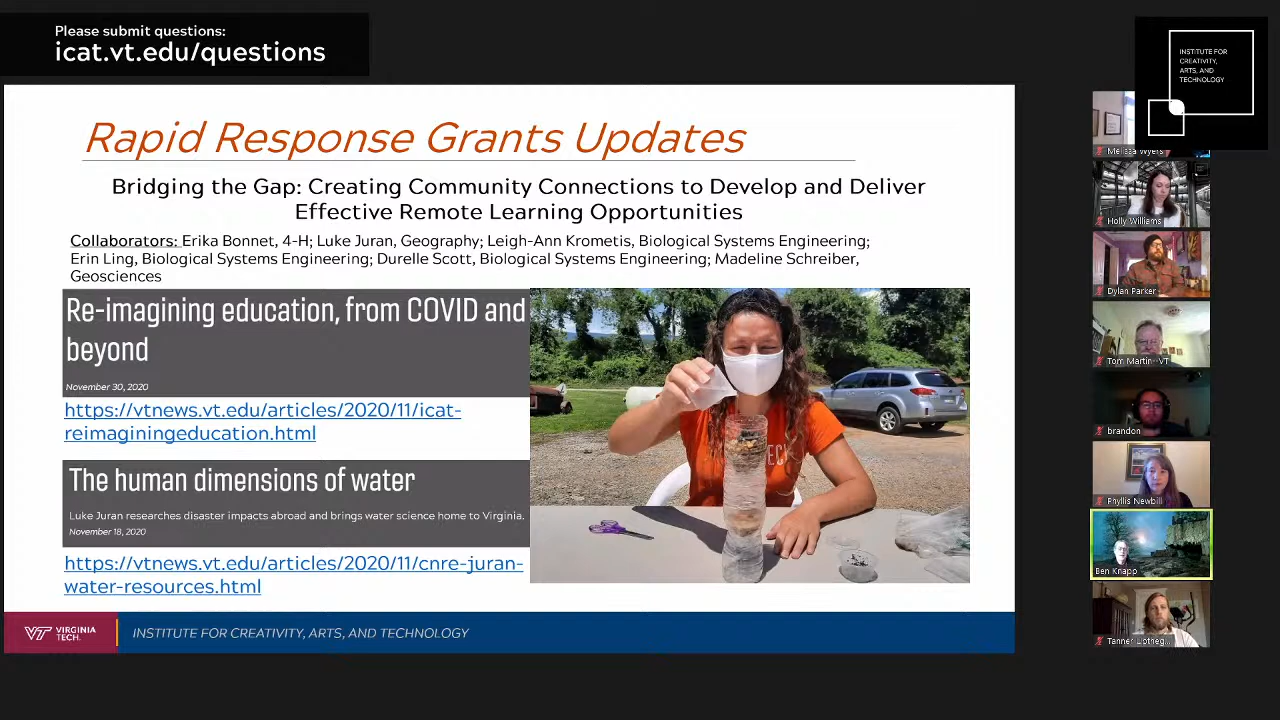 Please submit questions:
icat.vt.edu/questions
INSTITUTE FOR
CREATIVITY,
ARTS, AND
TECHNOLOGY
Rapid Response Grants Updates
Bridging the Gap: Creating Community Connections to Develop and Deliver
Effective Remote Learning Opportunities
Collaborators: Erika Bonnet, 4-H; Luke Juran, Geography; Leigh-Ann Krometis, Biological Systems Engineering;
Erin Ling, Biological Systems Engineering; Durelle Scott, Biological Systems Engineering; Madeline Schreiber,
Geosciences
Re-imagining education, from COVID and
beyond
November 30, 2020
https://vtnews.vt.edu/articles/2020/11/icat-
reimaginingeducation.html
The human dimensions of water
Luke Juran researches disaster impacts abroad and brings water science home to Virginia.
November 18, 2020
https://vtnews.vt.edu/articles/2020/11/cnre-juran-
water-resources.html
VT VIRGINIA
TECH.
INSTITUTE FOR CREATIVITY, ARTS, AND TECHNOLOGY
Melissa Wyers
Holly Williams
Dylan Parker
Tom Martin - VT
brandon
Phyllis Newbill
Ben Knapp
Tanner